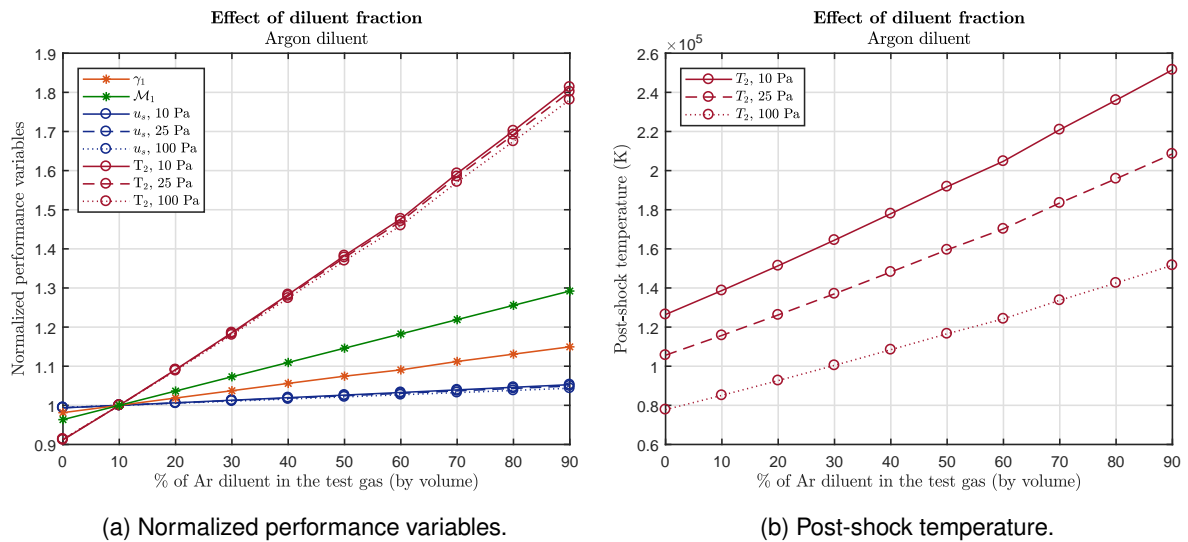 Effect of diluent fraction
Argon diluent
Normalized performance variables
1.9
1.8
1.7
1.6
1.5
1.4
1.3
1.2
1.1
1
0.9
γ₁
ℳ₁
uₛ, 10 Pa
uₛ, 25 Pa
uₛ, 100 Pa
T₂, 10 Pa
T₂, 25 Pa
T₂, 100 Pa
0 10 20 30 40 50 60 70 80 90
% of Ar diluent in the test gas (by volume)
(a) Normalized performance variables.
Effect of diluent fraction
Argon diluent
×10⁵
Post-shock temperature (K)
2.6
2.4
2.2
2
1.8
1.6
1.4
1.2
1
0.8
0.6
T₂, 10 Pa
T₂, 25 Pa
T₂, 100 Pa
0 10 20 30 40 50 60 70 80 90
% of Ar diluent in the test gas (by volume)
(b) Post-shock temperature.